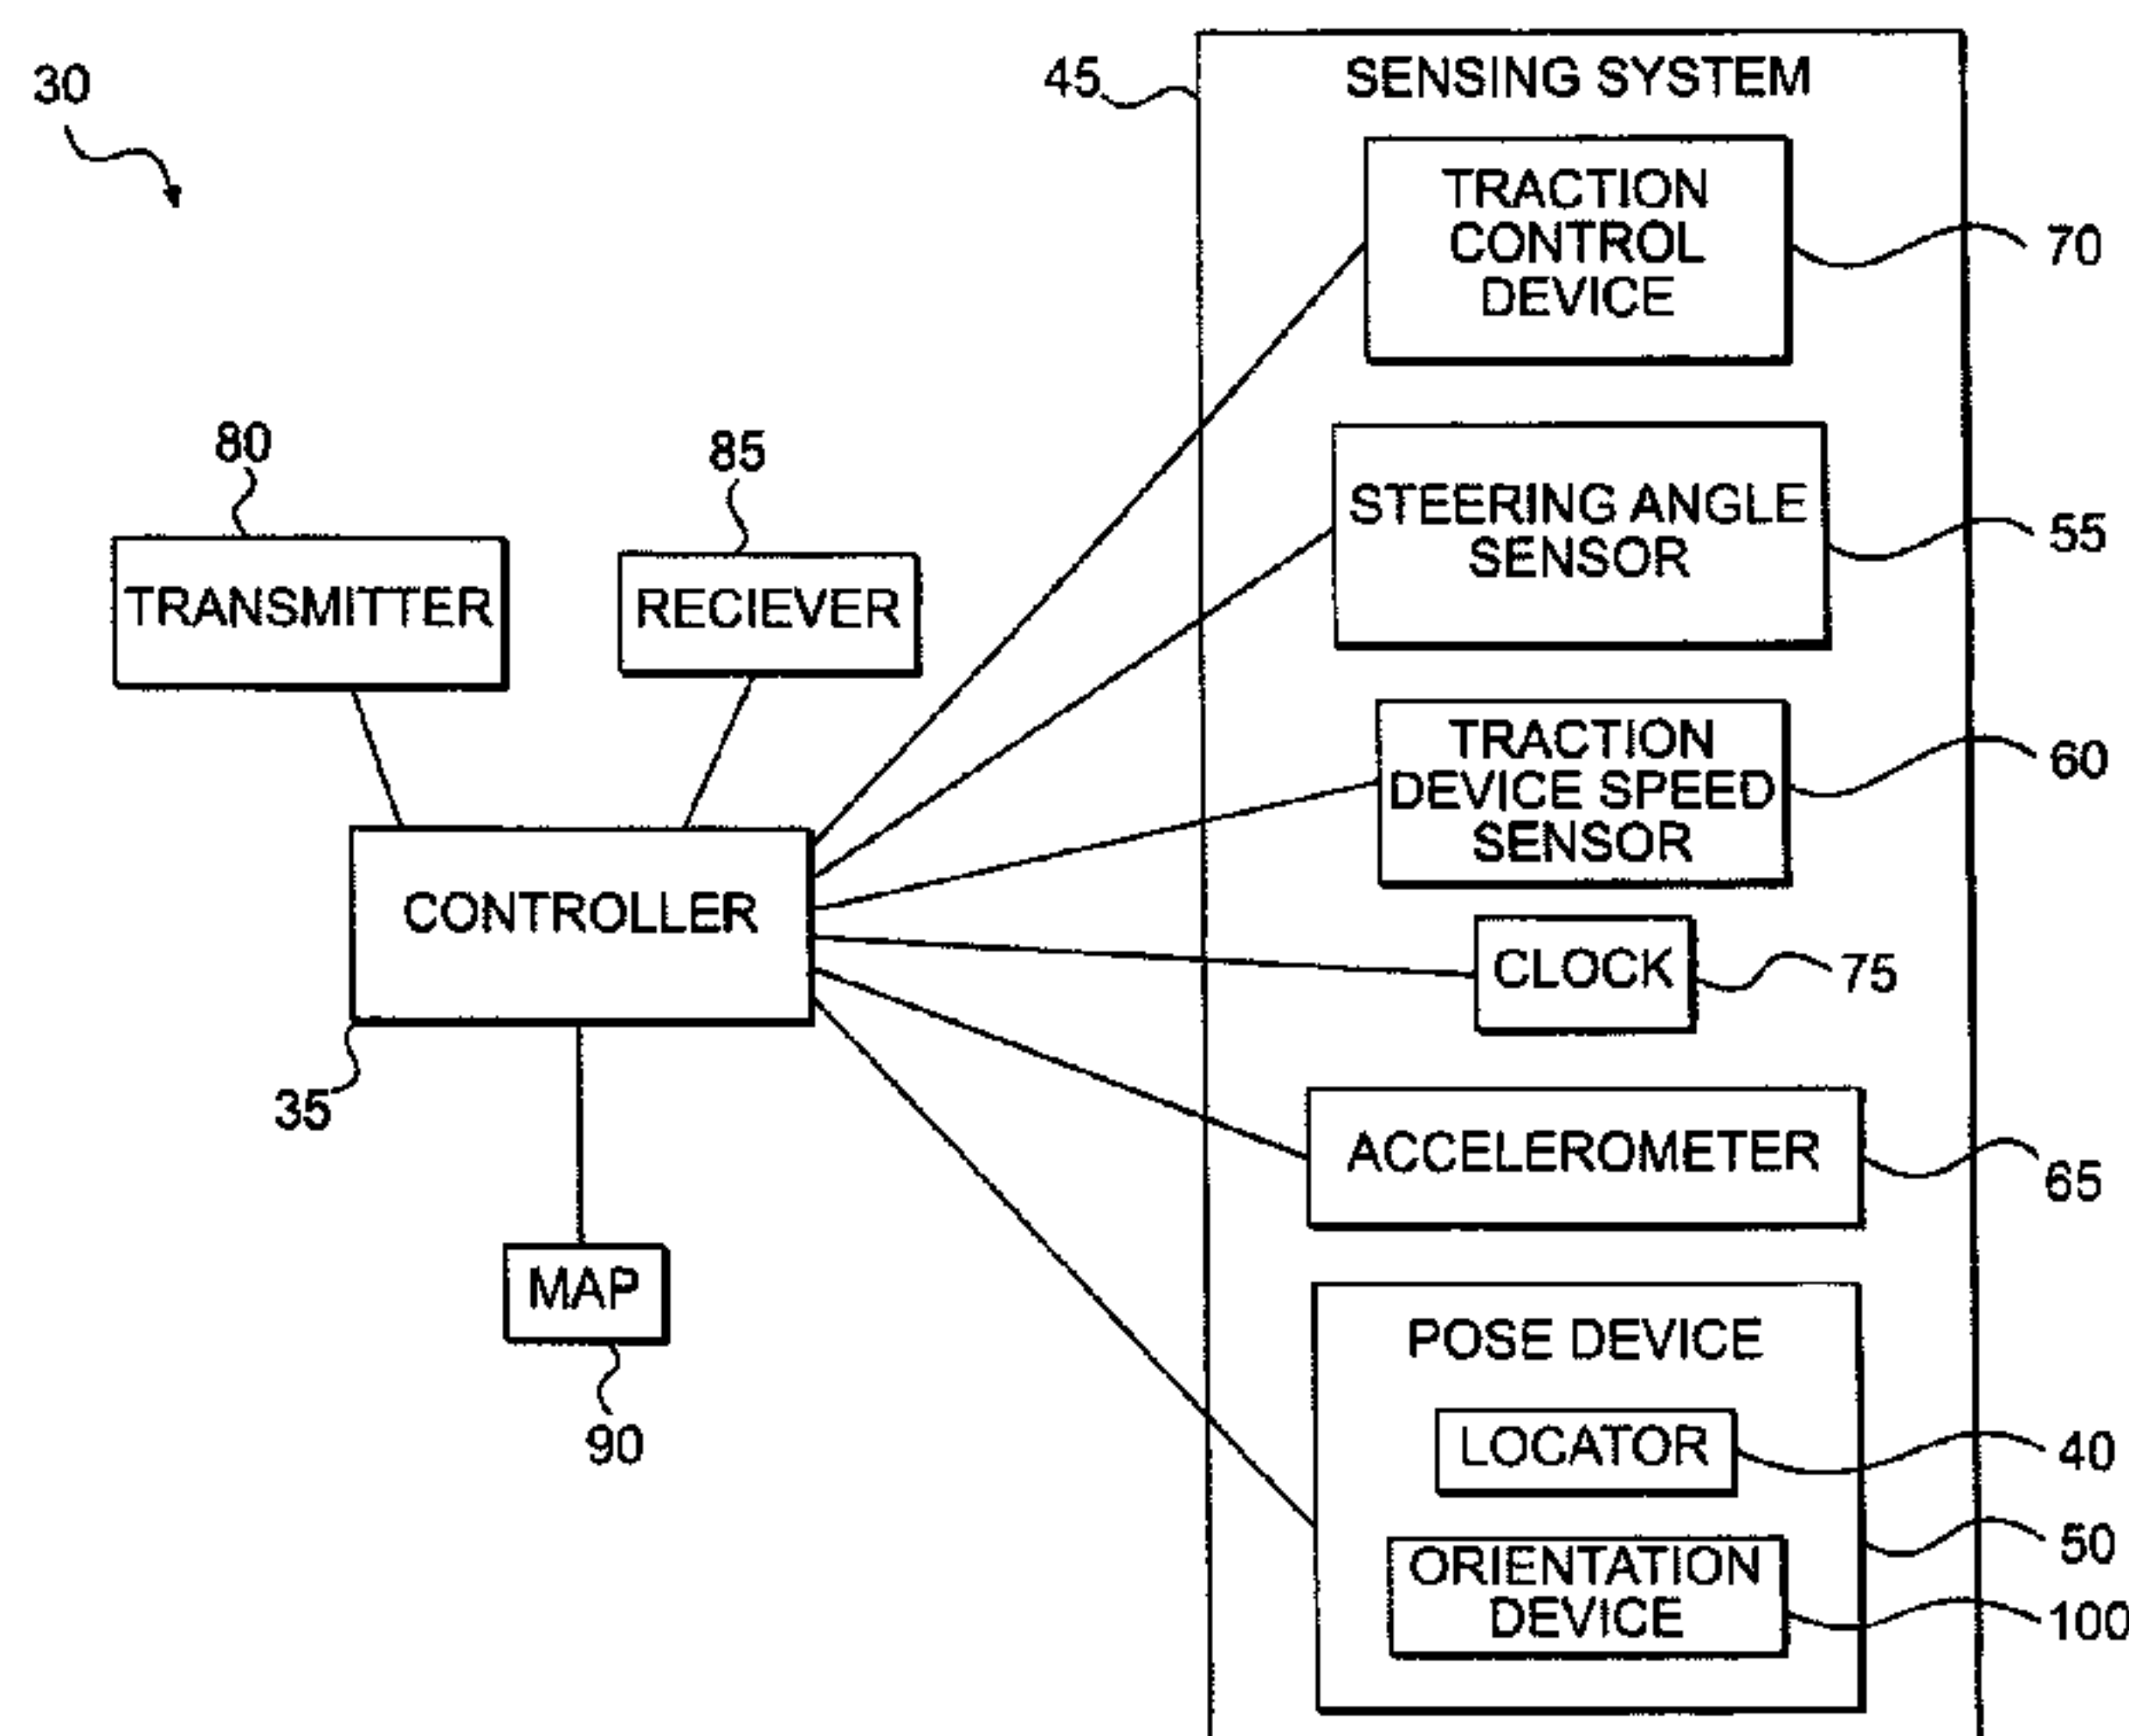 30
45
SENSING SYSTEM
TRACTION
CONTROL
DEVICE
70
80
85
STEERING ANGLE
SENSOR
55
TRANSMITTER
RECIEVER
TRACTION
DEVICE SPEED
SENSOR
60
CONTROLLER
CLOCK
75
35
ACCELEROMETER
65
MAP
90
POSE DEVICE
LOCATOR
40
50
ORIENTATION
DEVICE
100